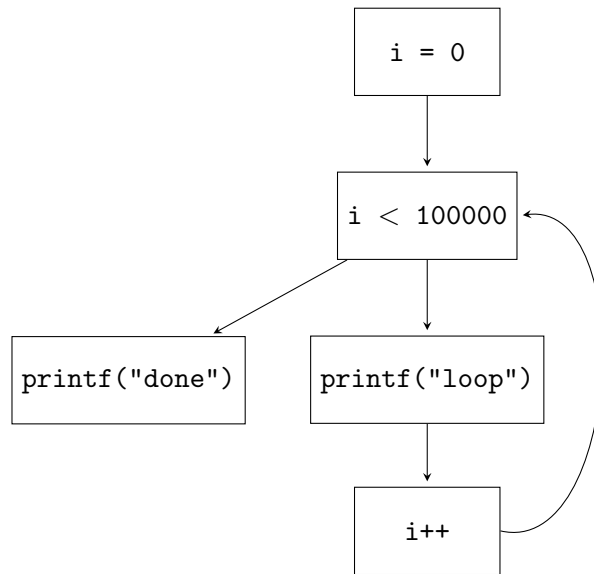 i = 0
i < 100000
printf("done")
printf("loop")
i++